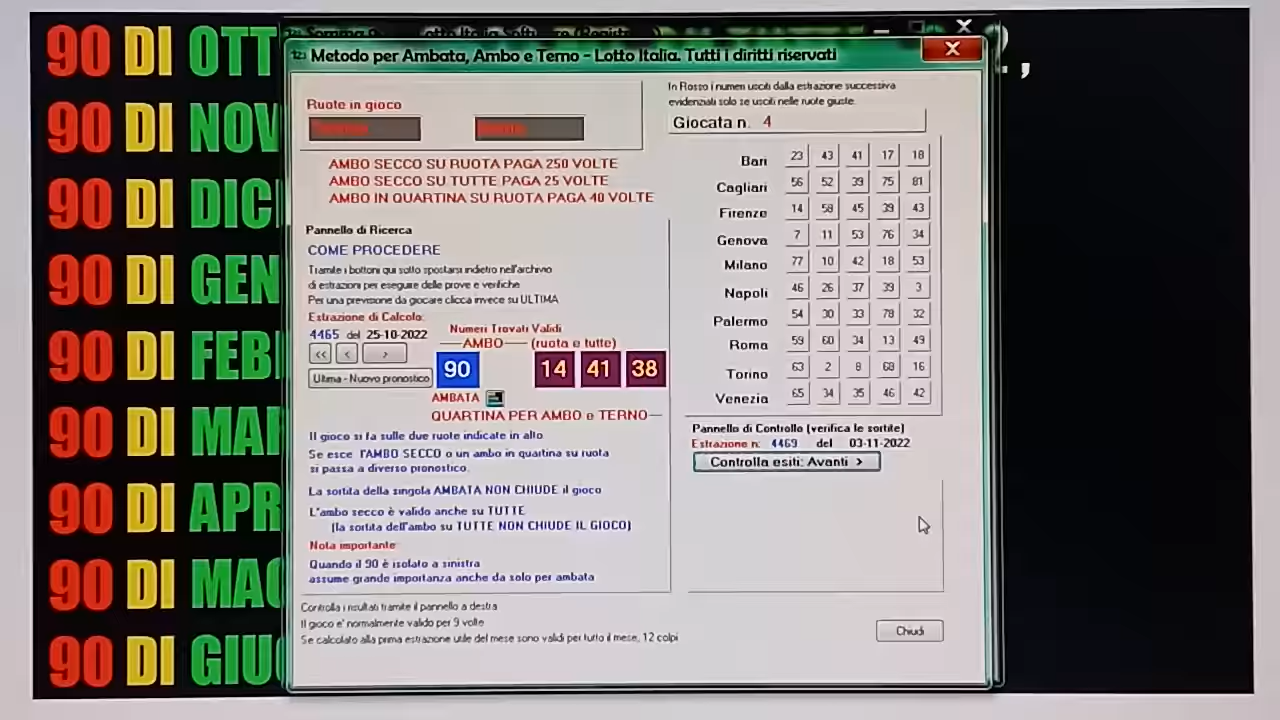 90 DI OTT
90 DI NOV
90 DI DIC
90 DI GEN
90 DI FEB
90 DI MAR
90 DI APR
90 DI MAG
90 DI GIUG
Metodo per Ambata, Ambo e Terno - Lotto Italia. Tutti i diritti riservati
Ruote in gioco
AMBO SECCO SU RUOTA PAGA 250 VOLTE
AMBO SECCO SU TUTTE PAGA 25 VOLTE
AMBO IN QUARTINA SU RUOTA PAGA 40 VOLTE
Pannello di Ricerca
COME PROCEDERE
Tramite i bottoni qui sotto spostarsi indietro nell'archivio
di estrazioni per eseguire delle prove e verifiche
Per una previsione da giocare clicca invece su ULTIMA
Estrazione di Calcolo:
4465 del 25-10-2022
<< < >
Ultima - Nuovo pronostico
Numeri Trovati Validi
AMBO (ruota e tutte)
90 14 41 38
AMBATA
QUARTINA PER AMBO e TERNO
Il gioco si fa sulle due ruote indicate in alto
Se esce l'AMBO SECCO o un ambo in quartina su ruota
si passa a diverso pronostico.
La sortita della singola AMBATA NON CHIUDE il gioco
L'ambo secco è valido anche su TUTTE
(la sortita dell'ambo su TUTTE NON CHIUDE IL GIOCO)
Nota importante
Quando il 90 è isolato a sinistra
assume grande importanza anche da solo per ambata
Controlla i risultati tramite il pannello a destra
Il gioco e' normalmente valido per 9 volte
Se calcolato alla prima estrazione utile del mese sono validi per tutto il mese, 12 colpi
In Rosso i numeri usciti dalla estrazione successiva
evidenziati solo se usciti nelle ruote giuste.
Giocata n. 4
Bari 23 43 41 17 18
Cagliari 56 52 39 75 81
Firenze 14 58 45 39 43
Genova 7 11 53 76 34
Milano 77 10 42 18 53
Napoli 46 26 37 39 3
Palermo 54 30 33 78 32
Roma 59 60 34 13 49
Torino 63 2 8 68 16
Venezia 65 34 35 46 42
Pannello di Controllo (verifica le sortite)
Estrazione n: 4469 del 03-11-2022
Controlla esiti: Avanti >
Chiudi